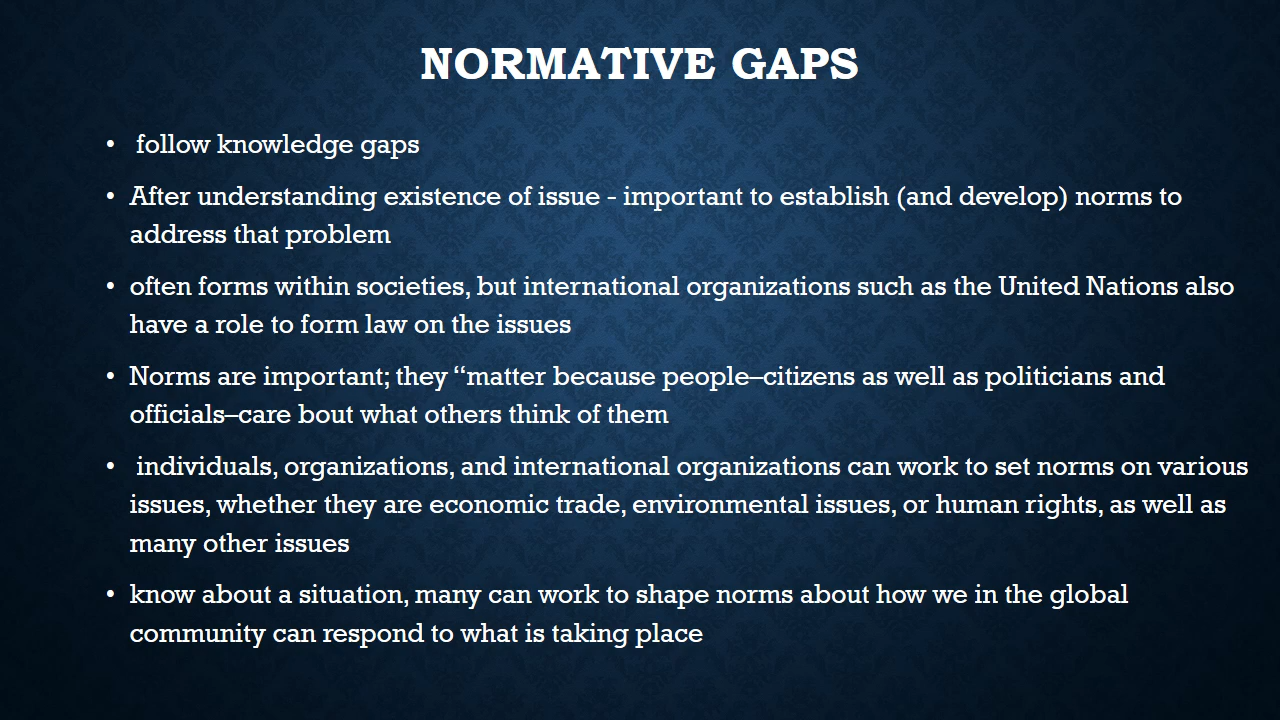 NORMATIVE GAPS
• follow knowledge gaps
• After understanding existence of issue - important to establish (and develop) norms to
address that problem
• often forms within societies, but international organizations such as the United Nations also
have a role to form law on the issues
• Norms are important; they “matter because people–citizens as well as politicians and
officials–care bout what others think of them
• individuals, organizations, and international organizations can work to set norms on various
issues, whether they are economic trade, environmental issues, or human rights, as well as
many other issues
• know about a situation, many can work to shape norms about how we in the global
community can respond to what is taking place